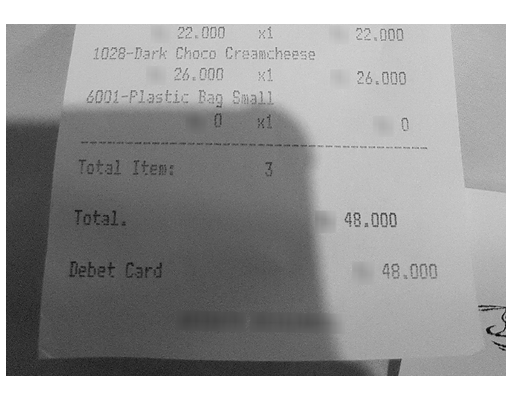 22.000 x1 22.000
1028-Dark Choco Creamcheese
26.000 x1 26.000
6001-Plastic Bag Small
0 x1 0
Total Item: 3
Total. 48.000
Debet Card 48.000